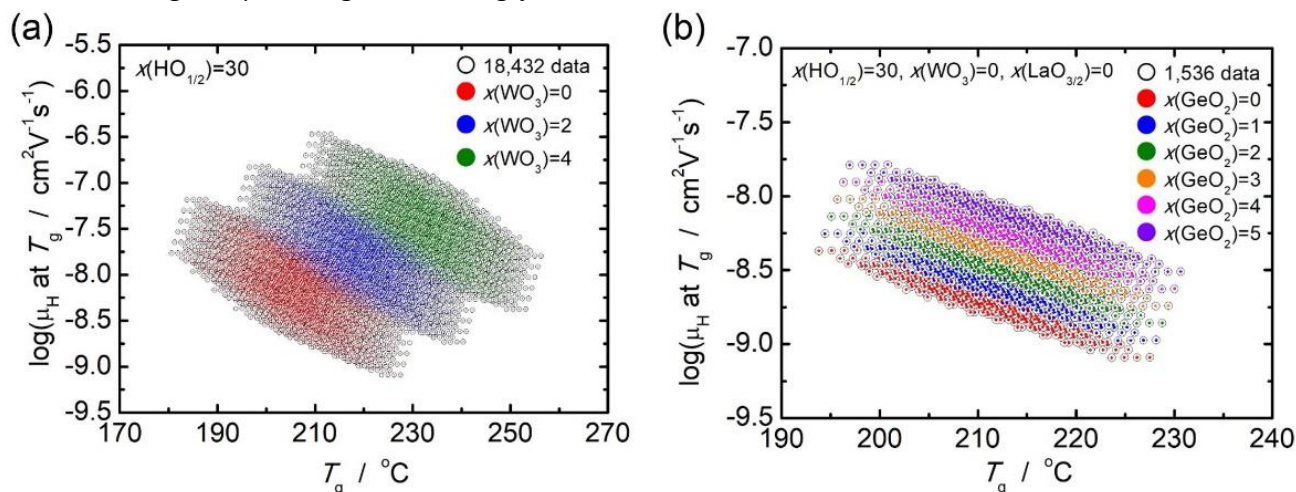 (a)
-5.5
-6.0
-6.5
-7.0
-7.5
-8.0
-8.5
-9.0
-9.5
log(μH at Tg / cm2V-1s-1)
x(HO1/2)=30
18,432 data
x(WO3)=0
x(WO3)=2
x(WO3)=4
170 190 210 230 250 270
Tg / oC
(b)
-7.0
-7.5
-8.0
-8.5
-9.0
-9.5
log(μH at Tg / cm2V-1s-1)
x(HO1/2)=30, x(WO3)=0, x(LaO3/2)=0
1,536 data
x(GeO2)=0
x(GeO2)=1
x(GeO2)=2
x(GeO2)=3
x(GeO2)=4
x(GeO2)=5
190 200 210 220 230 240
Tg / oC